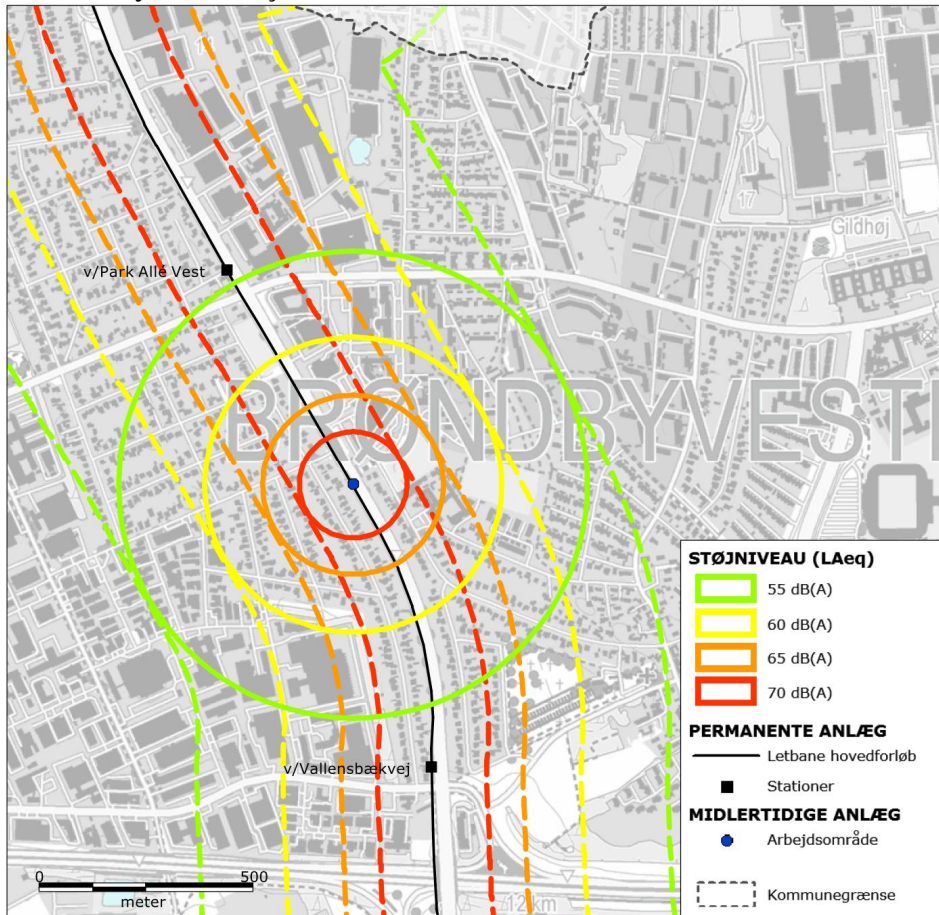 17
Gildhøj
v/Park Allé Vest
BRØNDBYVEST
v/Vallensbækvej
STØJNIVEAU (LAeq)
55 dB(A)
60 dB(A)
65 dB(A)
70 dB(A)
PERMANENTE ANLÆG
Letbane hovedforløb
Stationer
MIDLERTIDIGE ANLÆG
Arbejdsområde
Kommunegrænse
0 500
meter
12 km